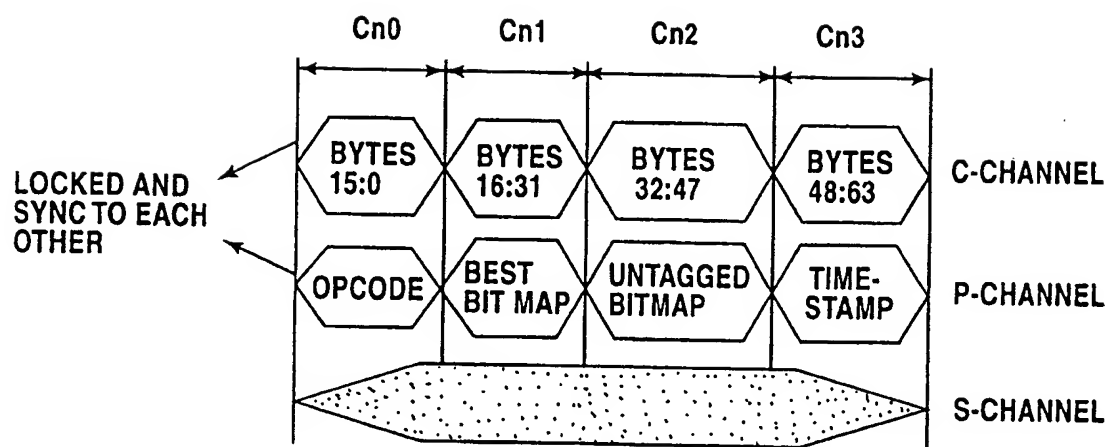 Cn0 Cn1 Cn2 Cn3
BYTES 15:0
BYTES 16:31
BYTES 32:47
BYTES 48:63
C-CHANNEL
LOCKED AND
SYNC TO EACH
OTHER
OPCODE
BEST
BIT MAP
UNTAGGED
BITMAP
TIME-
STAMP
P-CHANNEL
S-CHANNEL